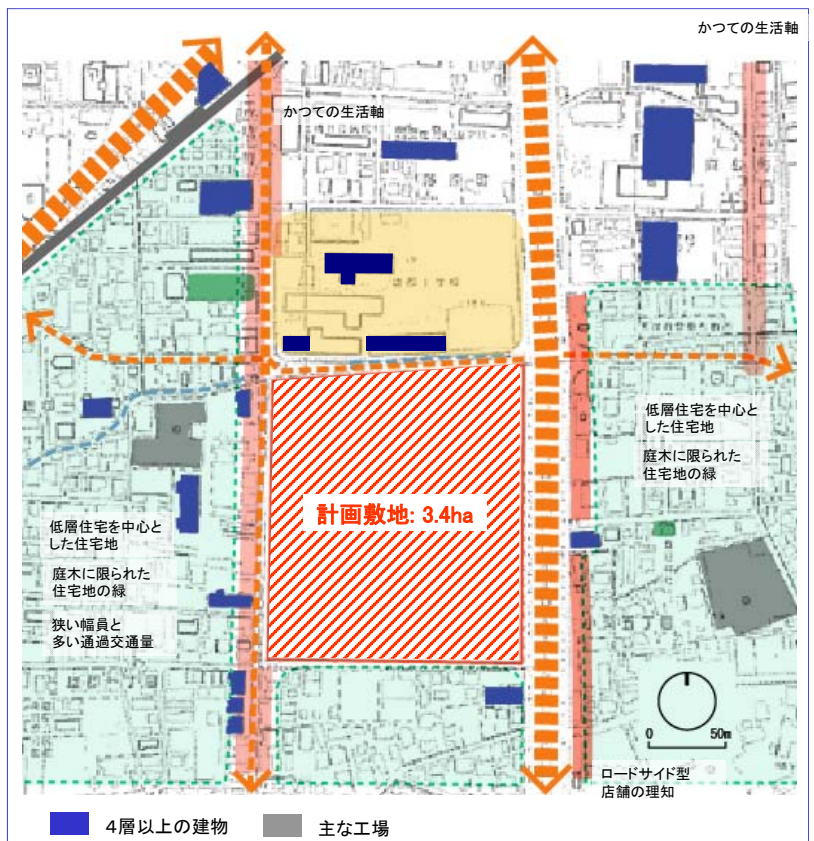 かつての生活軸
かつての生活軸
低層住宅を中心と
した住宅地
庭木に限られた
住宅地の緑
計画敷地: 3.4ha
低層住宅を中心と
した住宅地
庭木に限られた
住宅地の緑
狭い幅員と
多い通過交通量
0 50m
ロードサイド型
店舗の理知
4層以上の建物
主な工場